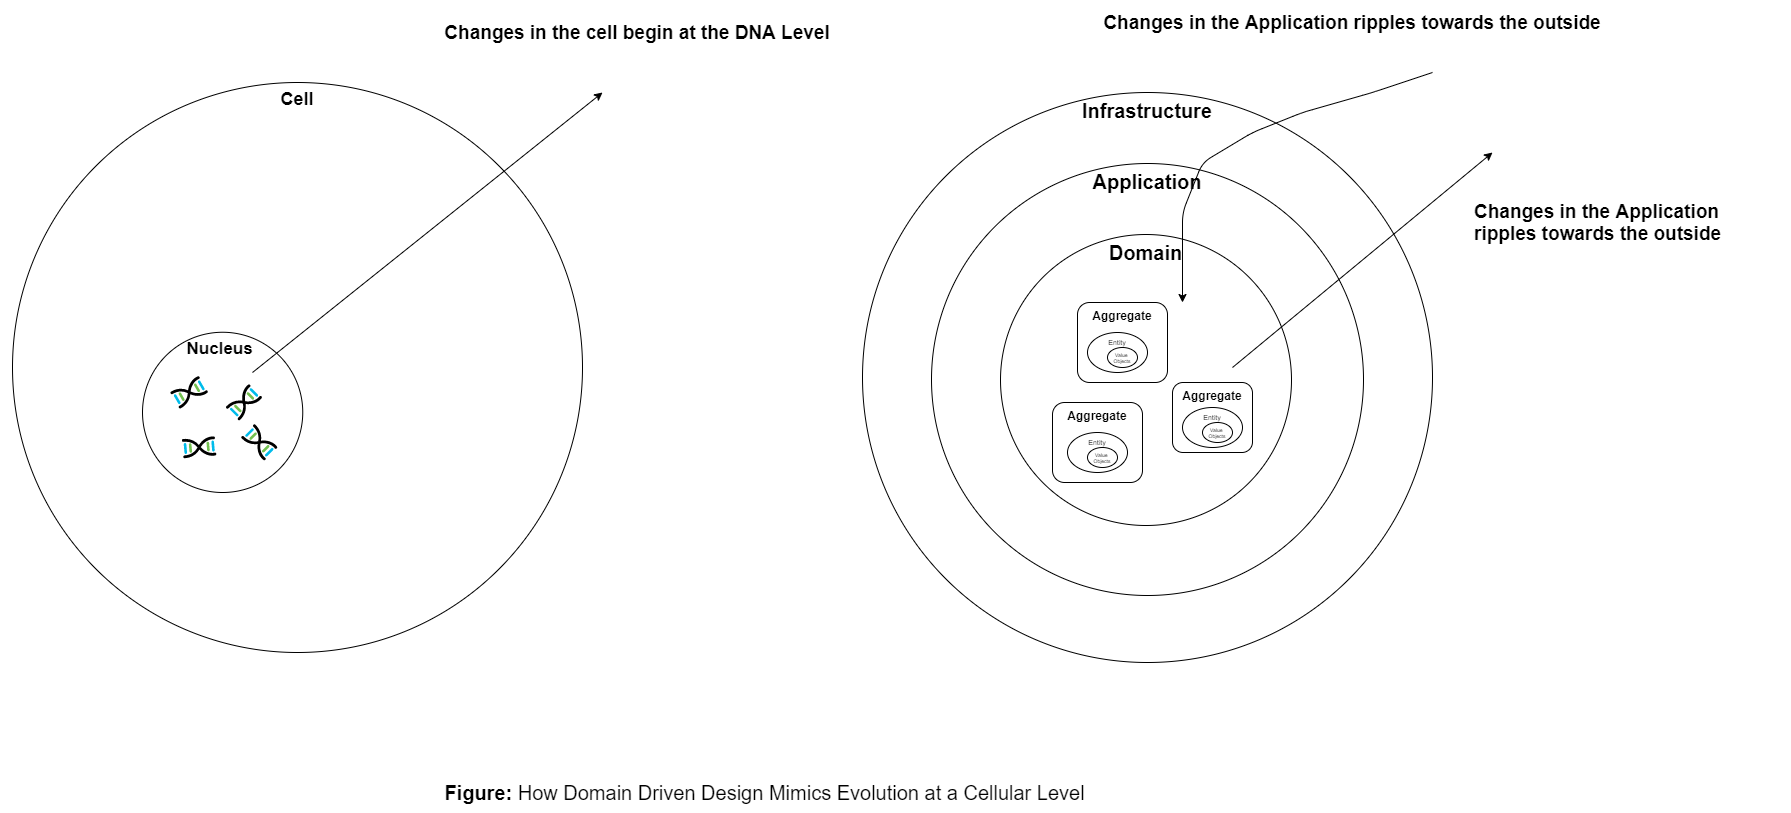 Changes in the cell begin at the DNA Level
Cell
Nucleus
Changes in the Application ripples towards the outside
Infrastructure
Application
Domain
Changes in the Application
ripples towards the outside
Aggregate
Entity
Value
Objects
Aggregate
Entity
Value
Objects
Aggregate
Entity
Value
Objects
Figure: How Domain Driven Design Mimics Evolution at a Cellular Level